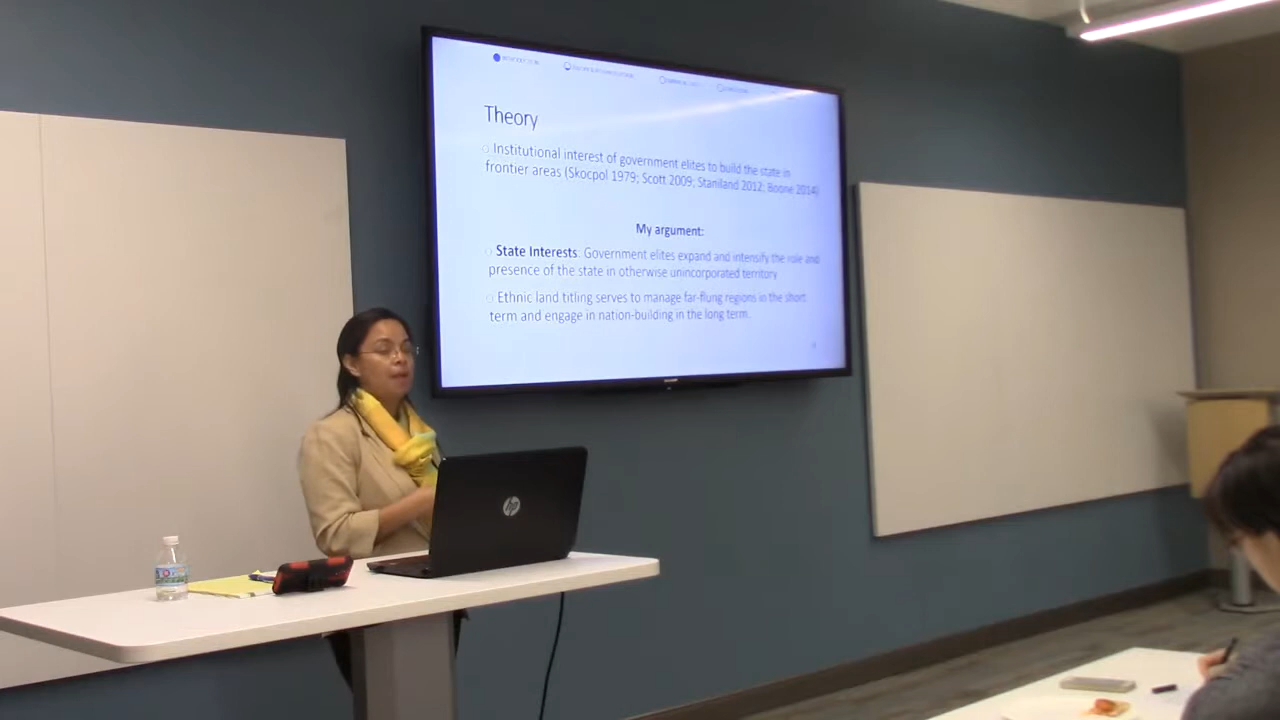 Theory
○ Institutional interest of government elites to build the state in
frontier areas (Skocpol 1979; Scott 2009; Staniland 2012; Boone 2014)
My argument:
○ State Interests: Government elites expand and intensify the role and
presence of the state in otherwise unincorporated territory
○ Ethnic land titling serves to manage far-flung regions in the short
term and engage in nation-building in the long term.
hp